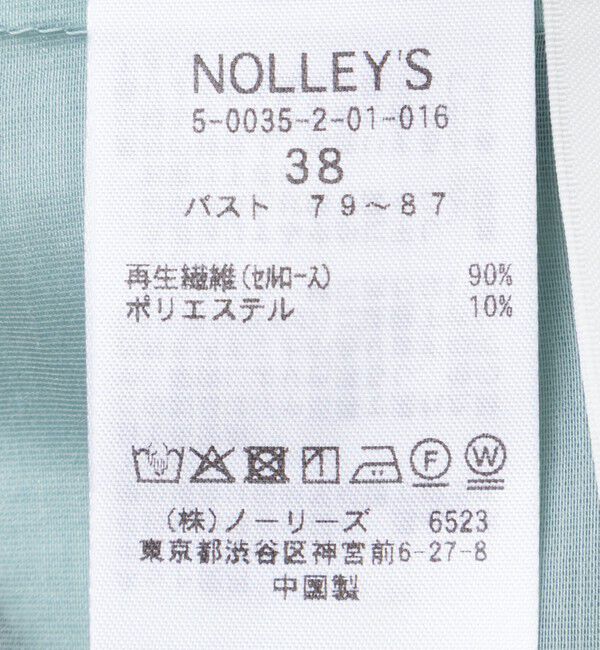 NOLLEY'S
5-0035-2-01-016
38
バスト 79～87
再生繊維(ｾﾙﾛｰｽ) 90%
ポリエステル 10%
F W
(株)ノーリーズ 6523
東京都渋谷区神宮前6-27-8
中国製